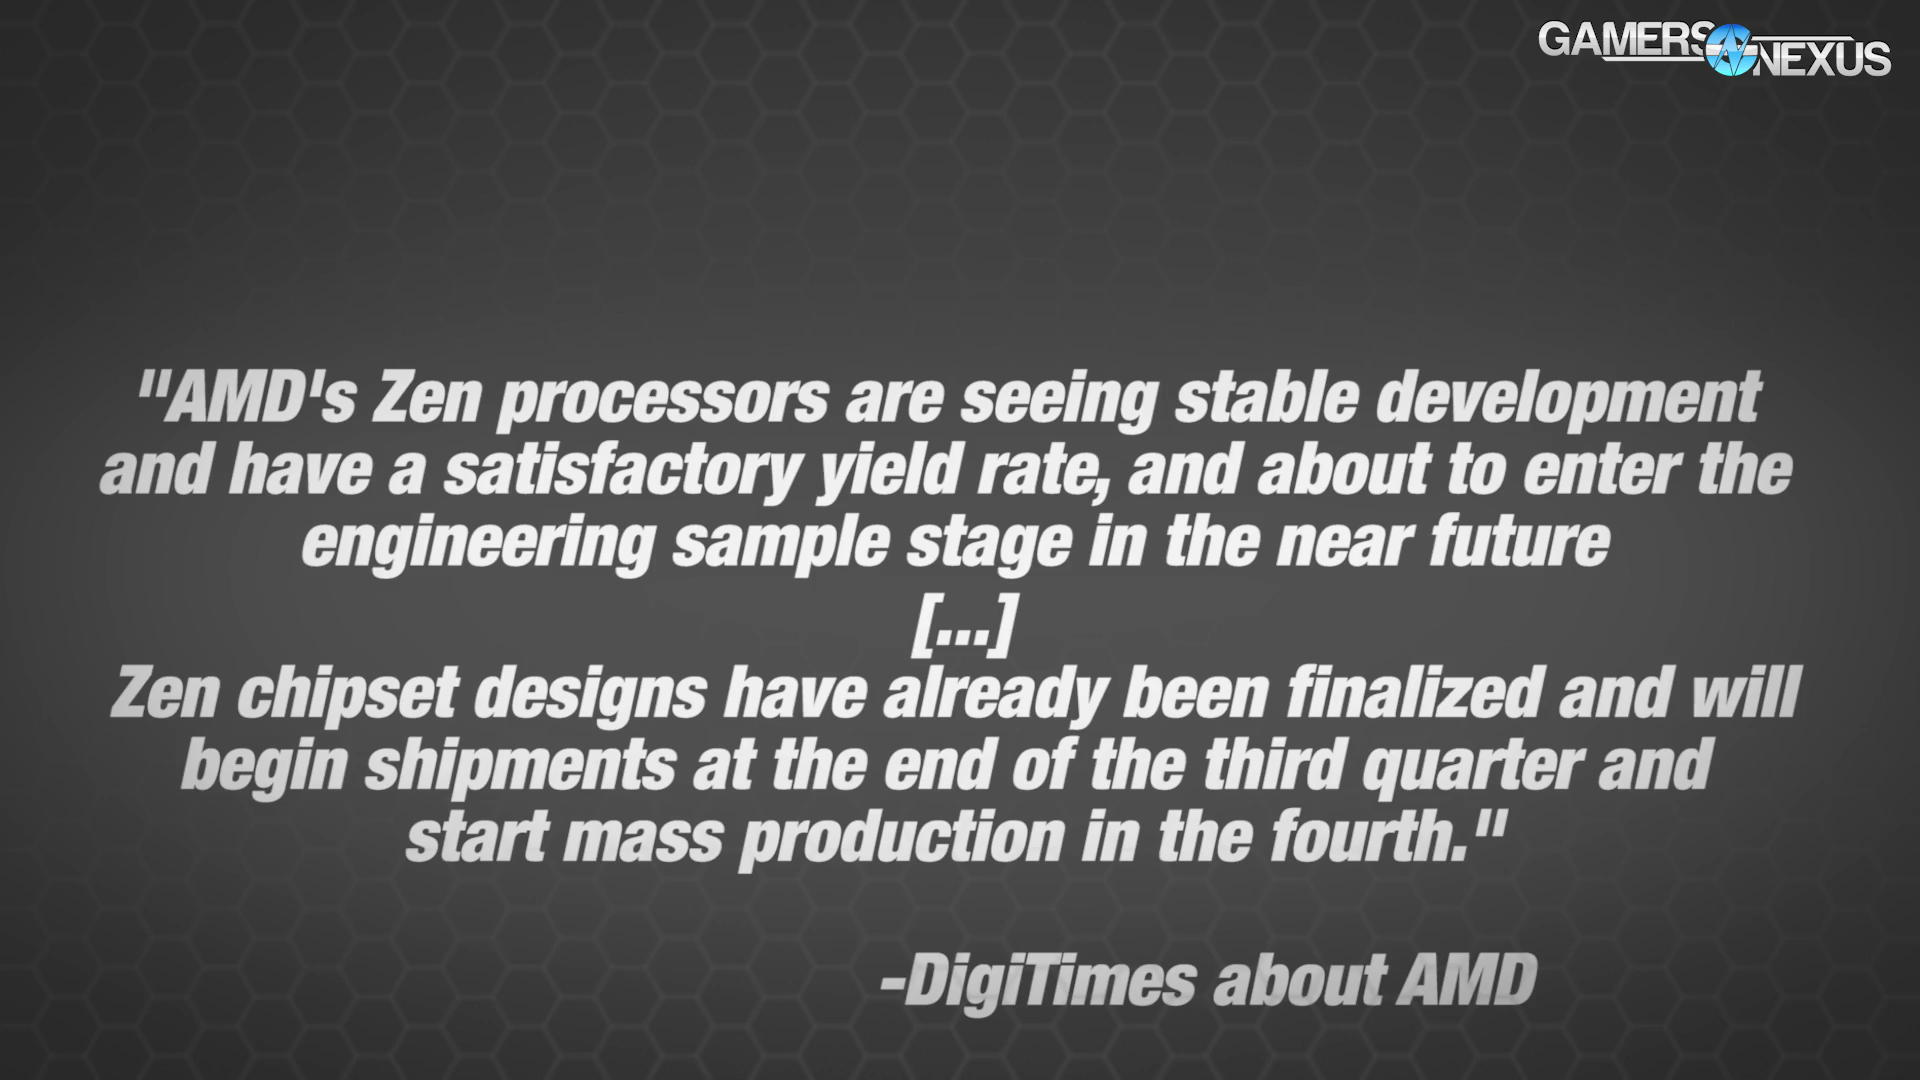 GAMERS NEXUS
"AMD's Zen processors are seeing stable development
and have a satisfactory yield rate, and about to enter the
engineering sample stage in the near future
[...]
Zen chipset designs have already been finalized and will
begin shipments at the end of the third quarter and
start mass production in the fourth."
-DigiTimes about AMD